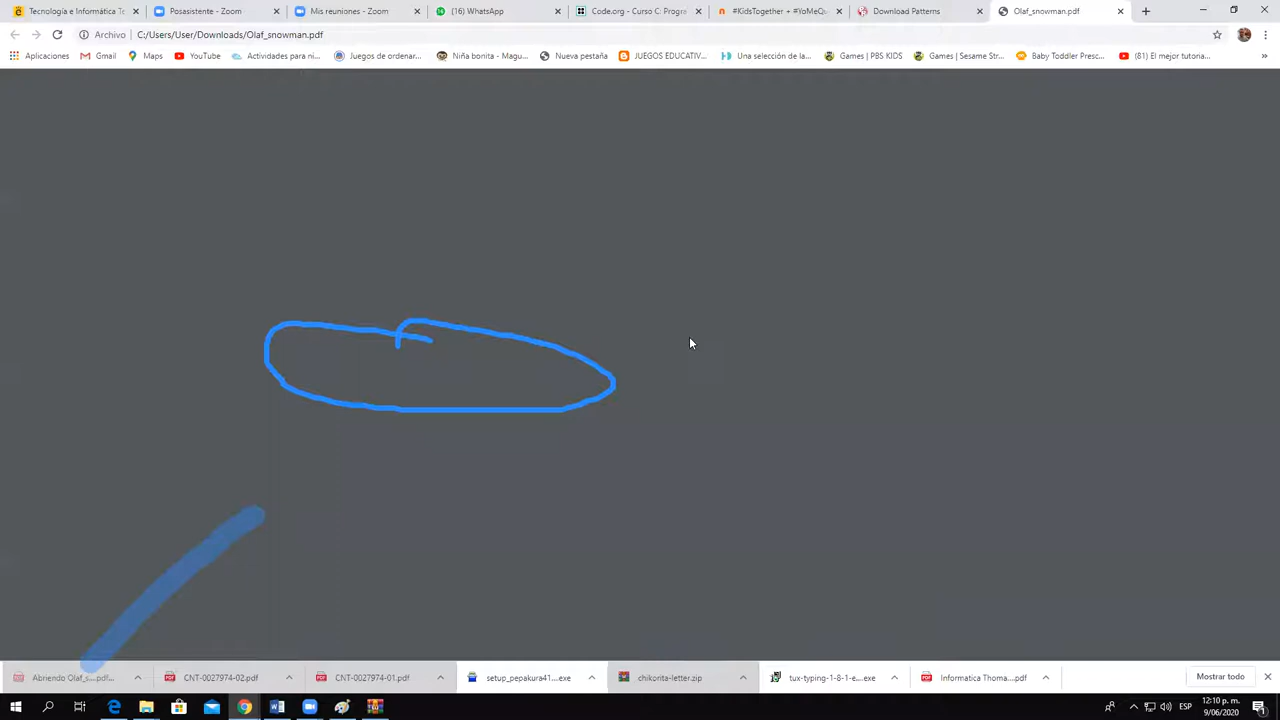 Tecnología e Informática Te
Posasistente - Zoom
Mis reuniones - Zoom
(16) WhatsApp
Code.org - Curso C: Progra
#KidsTogether + #YoMeQu
Download Patterns
Olaf_snowman.pdf
Archivo
C:/Users/User/Downloads/Olaf_snowman.pdf
Aplicaciones
Gmail
Maps
YouTube
Actividades para ni...
Juegos de ordenar...
Niña bonita - Magu...
Nueva pestaña
JUEGOS EDUCATIV...
Una selección de la...
Games | PBS KIDS
Games | Sesame Str...
Baby Toddler Presc...
(81) El mejor tutoria...
Abriendo Olaf_s....pdf...
CNT-0027974-02.pdf
CNT-0027974-01.pdf
setup_pepakura41....exe
chikorita-letter.zip
tux-typing-1-8-1-e....exe
Informatica Thoma....pdf
Mostrar todo
ESP
12:10 p. m.
9/06/2020